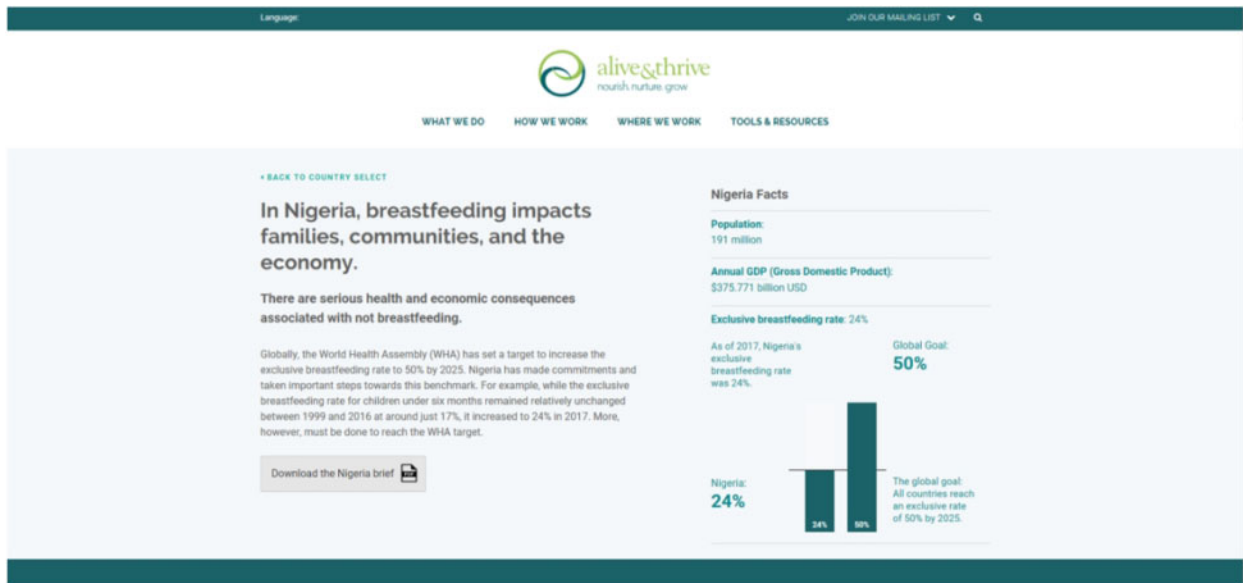 Language:
JOIN OUR MAILING LIST
alive&thrive
nourish. nurture. grow
WHAT WE DO
HOW WE WORK
WHERE WE WORK
TOOLS & RESOURCES
‹ BACK TO COUNTRY SELECT
In Nigeria, breastfeeding impacts
families, communities, and the
economy.
There are serious health and economic consequences
associated with not breastfeeding.
Globally, the World Health Assembly (WHA) has set a target to increase the
exclusive breastfeeding rate to 50% by 2025. Nigeria has made commitments and
taken important steps towards this benchmark. For example, while the exclusive
breastfeeding rate for children under six months remained relatively unchanged
between 1999 and 2016 at around just 17%, it increased to 24% in 2017. More,
however, must be done to reach the WHA target.
Download the Nigeria brief
Nigeria Facts
Population:
191 million
Annual GDP (Gross Domestic Product):
$375.771 billion USD
Exclusive breastfeeding rate: 24%
As of 2017, Nigeria's
exclusive
breastfeeding rate
was 24%.
Global Goal:
50%
Nigeria:
24%
24%
50%
The global goal:
All countries reach
an exclusive rate
of 50% by 2025.